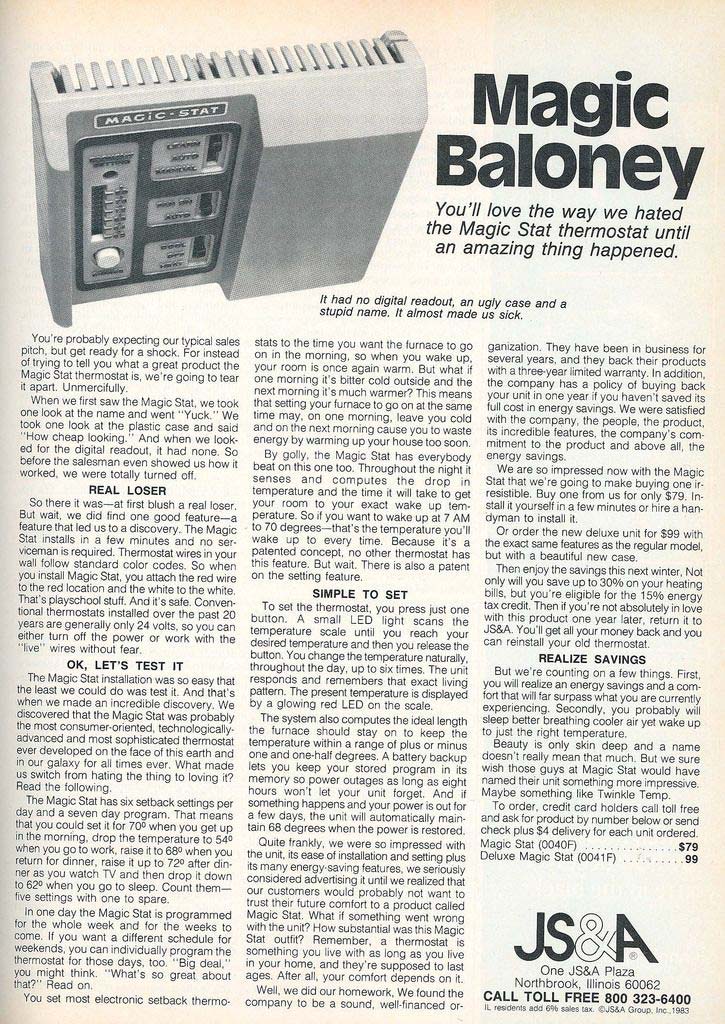 MAGIC-STAT
LEARN
AUTO
MANUAL
AUTO
COOL
OFF
HEAT
Magic
Baloney
You'll love the way we hated
the Magic Stat thermostat until
an amazing thing happened.
It had no digital readout, an ugly case and a
stupid name. It almost made us sick.
You're probably expecting our typical sales
pitch, but get ready for a shock. For instead
of trying to tell you what a great product the
Magic Stat thermostat is, we're going to tear
it apart. Unmercifully.
When we first saw the Magic Stat, we took
one look at the name and went "Yuck." We
took one look at the plastic case and said
"How cheap looking." And when we look-
ed for the digital readout, it had none. So
before the salesman even showed us how it
worked, we were totally turned off.
REAL LOSER
So there it was—at first blush a real loser.
But wait, we did find one good feature—a
feature that led us to a discovery. The Magic
Stat installs in a few minutes and no ser-
viceman is required. Thermostat wires in your
wall follow standard color codes. So when
you install Magic Stat, you attach the red wire
to the red location and the white to the white.
That's playschool stuff. And it's safe. Conven-
tional thermostats installed over the past 20
years are generally only 24 volts, so you can
either turn off the power or work with the
"live" wires without fear.
OK, LET'S TEST IT
The Magic Stat installation was so easy that
the least we could do was test it. And that's
when we made an incredible discovery. We
discovered that the Magic Stat was probably
the most consumer-oriented, technologically-
advanced and most sophisticated thermostat
ever developed on the face of this earth and
in our galaxy for all times ever. What made
us switch from hating the thing to loving it?
Read the following.
The Magic Stat has six setback settings per
day and a seven day program. That means
that you could set it for 70º when you get up
in the morning, drop the temperature to 54º
when you go to work, raise it to 68º when you
return for dinner, raise it up to 72º after din-
ner as you watch TV and then drop it down
to 62º when you go to sleep. Count them—
five settings with one to spare.
In one day the Magic Stat is programmed
for the whole week and for the weeks to
come. If you want a different schedule for
weekends, you can individually program the
thermostat for those days, too. "Big deal,"
you might think. "What's so great about
that?" Read on.
You set most electronic setback thermo-
stats to the time you want the furnace to go
on in the morning, so when you wake up,
your room is once again warm. But what if
one morning it's bitter cold outside and the
next morning it's much warmer? This means
that setting your furnace to go on at the same
time may, on one morning, leave you cold
and on the next morning cause you to waste
energy by warming up your house too soon.
By golly, the Magic Stat has everybody
beat on this one too. Throughout the night it
senses and computes the drop in
temperature and the time it will take to get
your room to your exact wake up tem-
perature. So if you want to wake up at 7 AM
to 70 degrees—that's the temperature you'll
wake up to every time. Because it's a
patented concept, no other thermostat has
this feature. But wait. There is also a patent
on the setting feature.
SIMPLE TO SET
To set the thermostat, you press just one
button. A small LED light scans the
temperature scale until you reach your
desired temperature and then you release the
button. You change the temperature naturally,
throughout the day, up to six times. The unit
responds and remembers that exact living
pattern. The present temperature is displayed
by a glowing red LED on the scale.
The system also computes the ideal length
the furnace should stay on to keep the
temperature within a range of plus or minus
one and one-half degrees. A battery backup
lets you keep your stored program in its
memory so power outages as long as eight
hours won't let your unit forget. And if
something happens and your power is out for
a few days, the unit will automatically main-
tain 68 degrees when the power is restored.
Quite frankly, we were so impressed with
the unit, its ease of installation and setting plus
its many energy-saving features, we seriously
considered advertising it until we realized that
our customers would probably not want to
trust their future comfort to a product called
Magic Stat. What if something went wrong
with the unit? How substantial was this Magic
Stat outfit? Remember, a thermostat is
something you live with as long as you live
in your home, and they're supposed to last
ages. After all, your comfort depends on it.
Well, we did our homework, We found the
company to be a sound, well-financed or-
ganization. They have been in business for
several years, and they back their products
with a three-year limited warranty. In addition,
the company has a policy of buying back
your unit in one year if you haven't saved its
full cost in energy savings. We were satisfied
with the company, the people, the product,
its incredible features, the company's com-
mitment to the product and above all, the
energy savings.
We are so impressed now with the Magic
Stat that we're going to make buying one ir-
resistible. Buy one from us for only $79. In-
stall it yourself in a few minutes or hire a han-
dyman to install it.
Or order the new deluxe unit for $99 with
the exact same features as the regular model,
but with a beautiful new case.
Then enjoy the savings this next winter, Not
only will you save up to 30% on your heating
bills, but you're eligible for the 15% energy
tax credit. Then if you're not absolutely in love
with this product one year later, return it to
JS&A. You'll get all your money back and you
can reinstall your old thermostat.
REALIZE SAVINGS
But we're counting on a few things. First,
you will realize an energy savings and a com-
fort that will far surpass what you are currently
experiencing. Secondly, you probably will
sleep better breathing cooler air yet wake up
to just the right temperature.
Beauty is only skin deep and a name
doesn't really mean that much. But we sure
wish those guys at Magic Stat would have
named their unit something more impressive.
Maybe something like Twinkle Temp.
To order, credit card holders call toll free
and ask for product by number below or send
check plus $4 delivery for each unit ordered.
Magic Stat (0040F) .............. $79
Deluxe Magic Stat (0041F) ........ 99
JS&A®
One JS&A Plaza
Northbrook, Illinois 60062
CALL TOLL FREE 800 323-6400
IL residents add 6% sales tax. ©JS&A Group, Inc., 1983